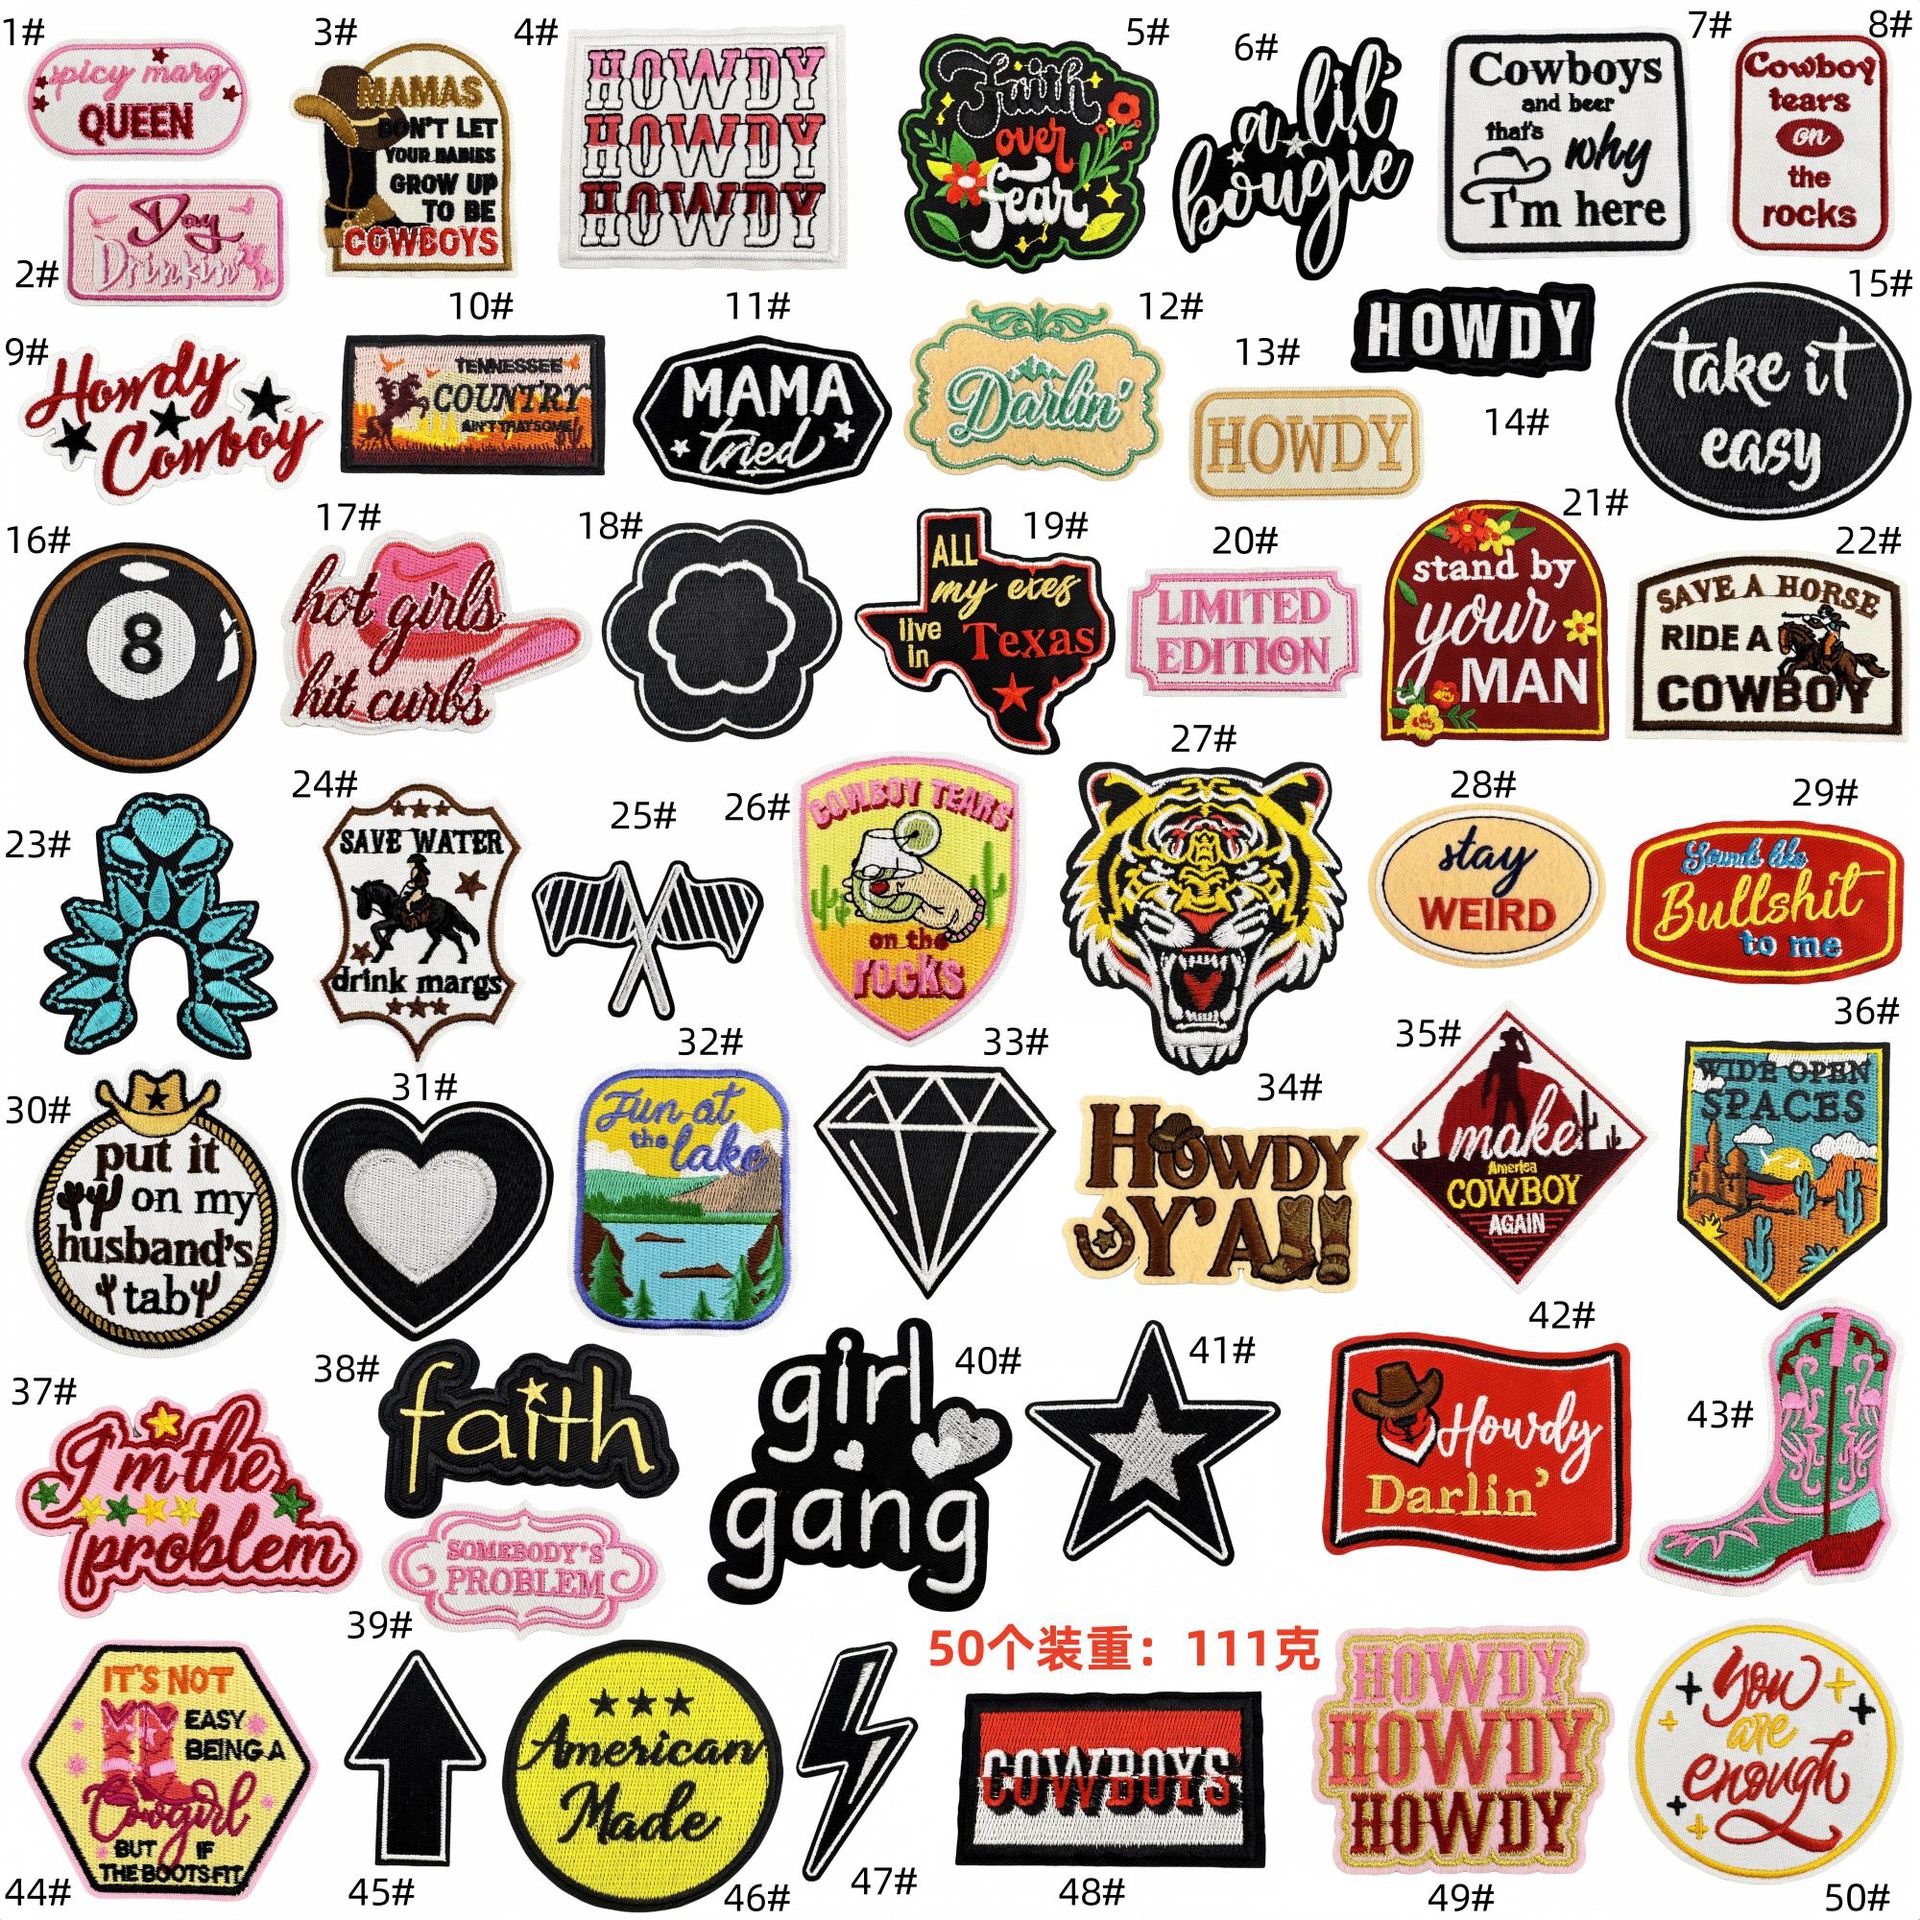 1#
spicy marg
QUEEN
2#
Day
Drinkin'
3#
MAMAS
DON'T LET
YOUR BABIES
GROW UP
TO BE
COWBOYS
4#
HOWDY
HOWDY
HOWDY
5#
Faith
over
fear
6#
a lil'
bougie
7#
Cowboys
and beer
that's
why
I'm here
8#
Cowboy
tears
on
the
rocks
9#
Howdy
Cowboy
10#
TENNESSEE
COUNTRY
AIN'T THAT SOME
11#
MAMA
tried
12#
Darlin'
13#
HOWDY
14#
HOWDY
15#
take it
easy
16#
8
17#
hot girls
hit curbs
18#
19#
ALL
my exes
live
in
Texas
20#
LIMITED
EDITION
21#
stand by
your
MAN
22#
SAVE A HORSE
RIDE A
COWBOY
23#
24#
SAVE WATER
drink margs
25#
26#
COWBOY TEARS
on the
rocks
27#
28#
stay
WEIRD
29#
Sounds like
Bullshit
to me
30#
put it
on my
husband's
tab
31#
32#
Fun at
the lake
33#
34#
HOWDY
Y'All
35#
make
America
COWBOY
AGAIN
36#
WIDE OPEN
SPACES
37#
I'm the
problem
38#
faith
39#
SOMEBODY'S
PROBLEM
40#
girl
gang
41#
42#
Howdy
Darlin'
43#
44#
IT'S NOT
EASY
BEING A
Cowgirl
BUT IF
THE BOOTS FIT
45#
46#
American
Made
47#
50个装重：111克
48#
COWBOYS
49#
HOWDY
HOWDY
HOWDY
50#
You
are
enough